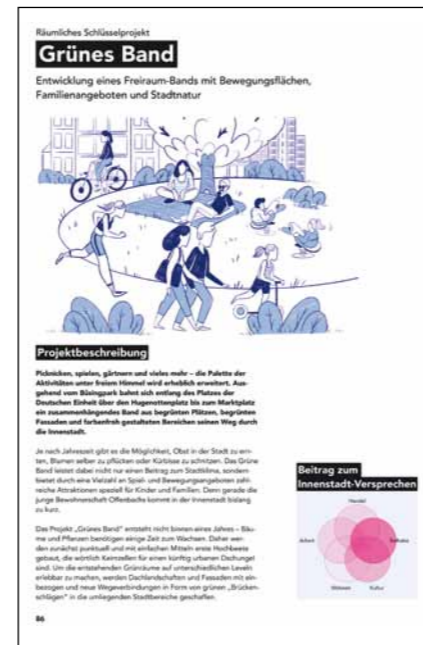 Räumliches Schlüsselprojekt
Grünes Band
Entwicklung eines Freiraum-Bands mit Bewegungsflächen,
Familienangeboten und Stadtnatur
Projektbeschreibung
Picknicken, spielen, gärtnern und vieles mehr – die Palette der
Aktivitäten unter freiem Himmel wird erheblich erweitert. Aus-
gehend vom Büsingpark bahnt sich entlang des Platzes der
Deutschen Einheit über den Hugenottenplatz bis zum Marktplatz
ein zusammenhängendes Band aus begrünten Plätzen, begrünten
Fassaden und farbenfroh gestalteten Bereichen seinen Weg durch
die Innenstadt.
Je nach Jahreszeit gibt es die Möglichkeit, Obst in der Stadt zu ern-
ten, Blumen selber zu pflücken oder Kürbisse zu schnitzen. Das Grüne
Band leistet dabei nicht nur einen Beitrag zum Stadtklima, sondern
bietet durch eine Vielzahl an Spiel- und Bewegungsangeboten zahl-
reiche Attraktionen speziell für Kinder und Familien. Denn gerade die
junge Bewohnerschaft Offenbachs kommt in der Innenstadt bislang
zu kurz.
Das Projekt „Grünes Band“ entsteht nicht binnen eines Jahres – Bäu-
me und Pflanzen benötigen einige Zeit zum Wachsen. Daher wer-
den zunächst punktuell und mit einfachen Mitteln erste Hochbeete
gebaut, die wörtlich Keimzellen für einen künftig urbanen Dschungel
sind. Um die entstehenden Grünräume auf unterschiedlichen Leveln
erlebbar zu machen, werden Dachlandschaften und Fassaden mit ein-
bezogen und neue Wegeverbindungen in Form von grünen „Brücken-
schlägen“ in die umliegenden Stadtbereiche geschaffen.
Beitrag zum
Innenstadt-Versprechen
Handel
Arbeit
Wohnen
Kultur
86